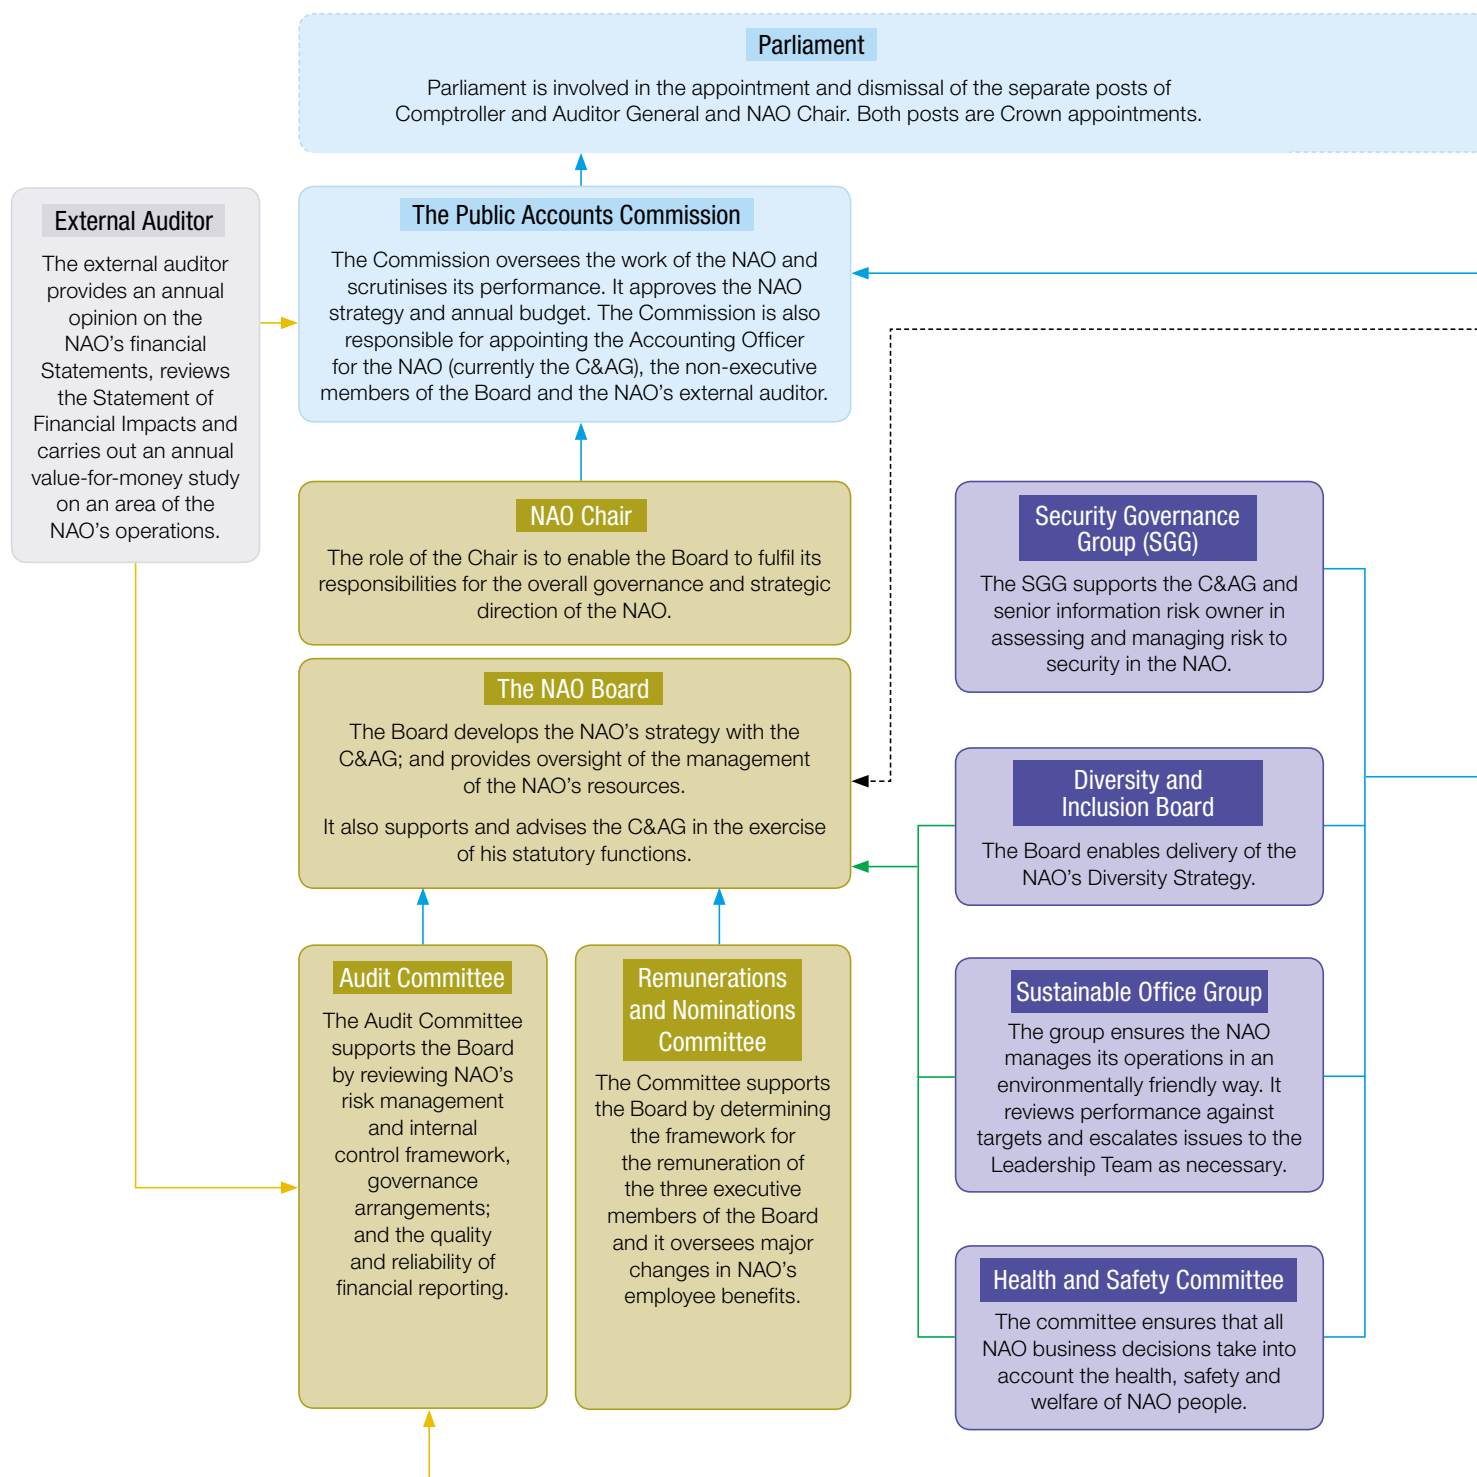 Parliament
Parliament is involved in the appointment and dismissal of the separate posts of
Comptroller and Auditor General and NAO Chair. Both posts are Crown appointments.
External Auditor
The external auditor
provides an annual
opinion on the
NAO’s financial
Statements, reviews
the Statement of
Financial Impacts and
carries out an annual
value-for-money study
on an area of the
NAO’s operations.
The Public Accounts Commission
The Commission oversees the work of the NAO and
scrutinises its performance. It approves the NAO
strategy and annual budget. The Commission is also
responsible for appointing the Accounting Officer
for the NAO (currently the C&AG), the non-executive
members of the Board and the NAO’s external auditor.
NAO Chair
The role of the Chair is to enable the Board to fulfil its
responsibilities for the overall governance and strategic
direction of the NAO.
The NAO Board
The Board develops the NAO’s strategy with the
C&AG; and provides oversight of the management
of the NAO’s resources.
It also supports and advises the C&AG in the exercise
of his statutory functions.
Audit Committee
The Audit Committee
supports the Board
by reviewing NAO’s
risk management
and internal
control framework,
governance
arrangements;
and the quality
and reliability of
financial reporting.
Remunerations
and Nominations
Committee
The Committee supports
the Board by determining
the framework for
the remuneration of
the three executive
members of the Board
and it oversees major
changes in NAO’s
employee benefits.
Security Governance
Group (SGG)
The SGG supports the C&AG and
senior information risk owner in
assessing and managing risk to
security in the NAO.
Diversity and
Inclusion Board
The Board enables delivery of the
NAO’s Diversity Strategy.
Sustainable Office Group
The group ensures the NAO
manages its operations in an
environmentally friendly way. It
reviews performance against
targets and escalates issues to the
Leadership Team as necessary.
Health and Safety Committee
The committee ensures that all
NAO business decisions take into
account the health, safety and
welfare of NAO people.